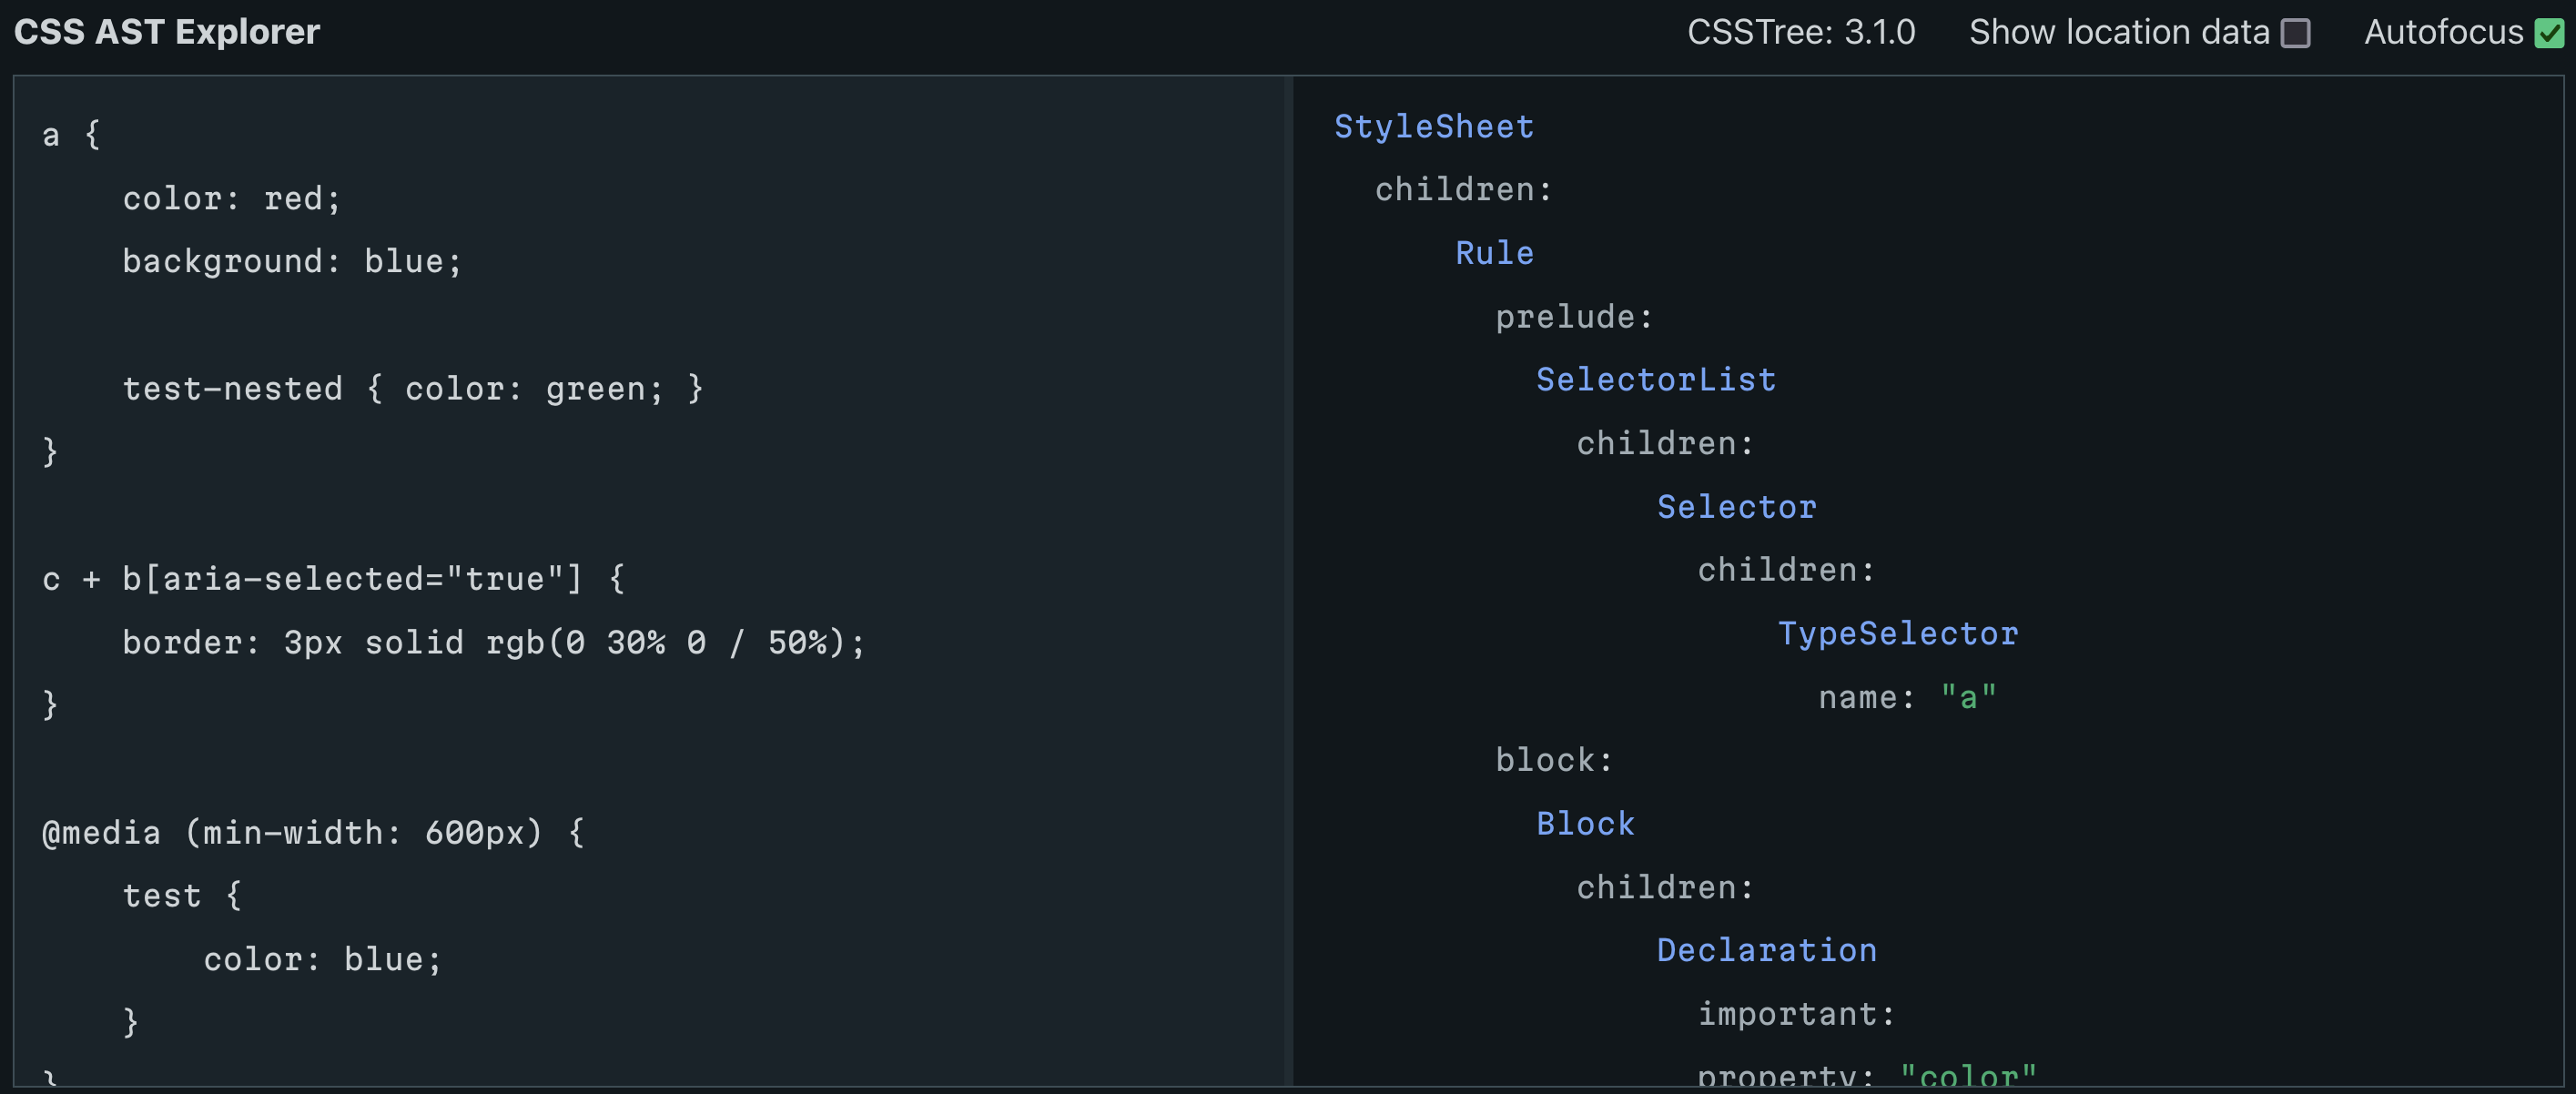 CSS AST Explorer
CSSTree: 3.1.0 Show location data Autofocus
a {
    color: red;
    background: blue;

    test-nested { color: green; }
}

c + b[aria-selected="true"] {
    border: 3px solid rgb(0 30% 0 / 50%);
}

@media (min-width: 600px) {
    test {
        color: blue;
    }
}
StyleSheet
  children:
      Rule
        prelude:
          SelectorList
            children:
                Selector
                  children:
                      TypeSelector
                        name: "a"
        block:
          Block
            children:
                Declaration
                  important:
                  property: "color"